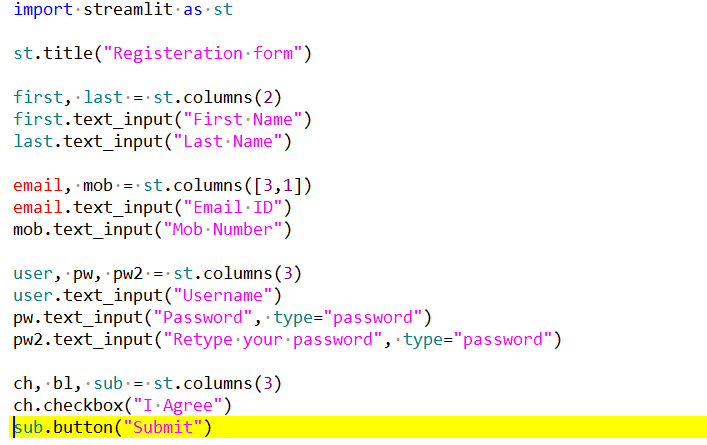 import streamlit as st
st.title("Registeration form")
first, last = st.columns(2)
first.text_input("First Name")
last.text_input("Last Name")
email, mob = st.columns([3,1])
email.text_input("Email ID")
mob.text_input("Mob Number")
user, pw, pw2 = st.columns(3)
user.text_input("Username")
pw.text_input("Password", type="password")
pw2.text_input("Retype your password", type="password")
ch, bl, sub = st.columns(3)
ch.checkbox("I Agree")
sub.button("Submit")